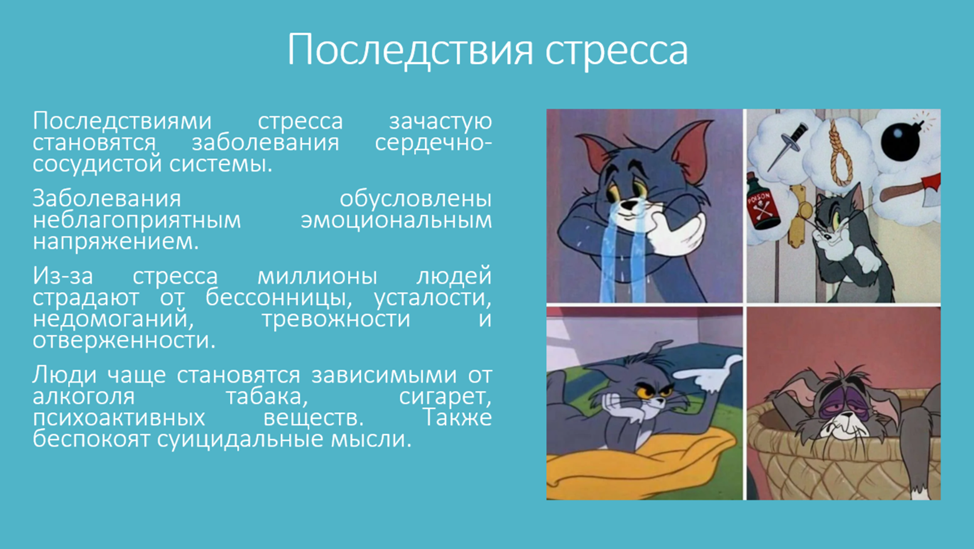 Последствия стресса
Последствиями стресса зачастую
становятся заболевания сердечно-
сосудистой системы.
Заболевания обусловлены
неблагоприятным эмоциональным
напряжением.
Из-за стресса миллионы людей
страдают от бессонницы, усталости,
недомоганий, тревожности и
отверженности.
Люди чаще становятся зависимыми от
алкоголя табака, сигарет,
психоактивных веществ. Также
беспокоят суицидальные мысли.
POISON